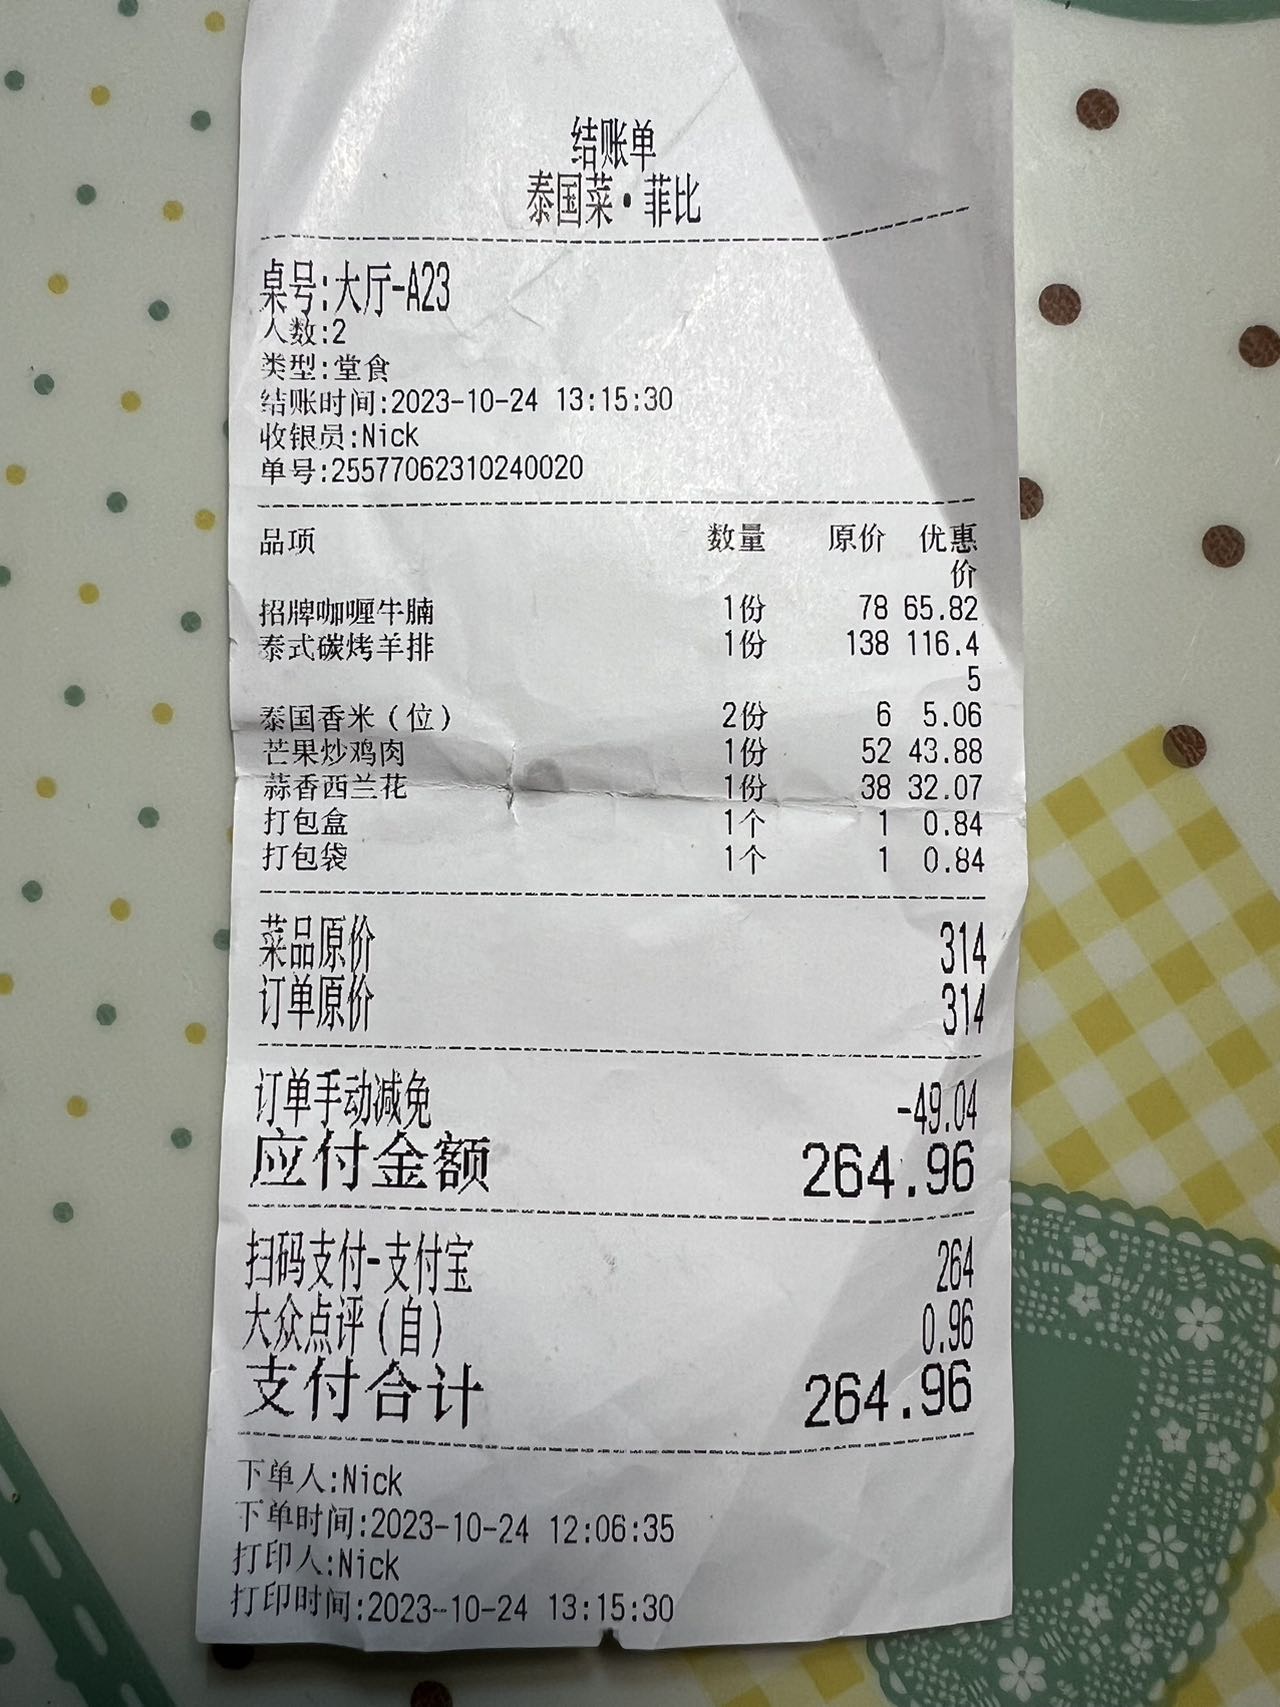 结账单
泰国菜·菲比
桌号:大厅-A23
人数:2
类型:堂食
结账时间:2023-10-24 13:15:30
收银员:Nick
单号:25577062310240020
品项 数量 原价 优惠
价
招牌咖喱牛腩 1份 78 65.82
泰式碳烤羊排 1份 138 116.4
5
泰国香米(位) 2份 6 5.06
芒果炒鸡肉 1份 52 43.88
蒜香西兰花 1份 38 32.07
打包盒 1个 1 0.84
打包袋 1个 1 0.84
菜品原价 314
订单原价 314
订单手动减免 -49.04
应付金额 264.96
扫码支付-支付宝 264
大众点评(自) 0.96
支付合计 264.96
下单人:Nick
下单时间:2023-10-24 12:06:35
打印人:Nick
打印时间:2023-10-24 13:15:30